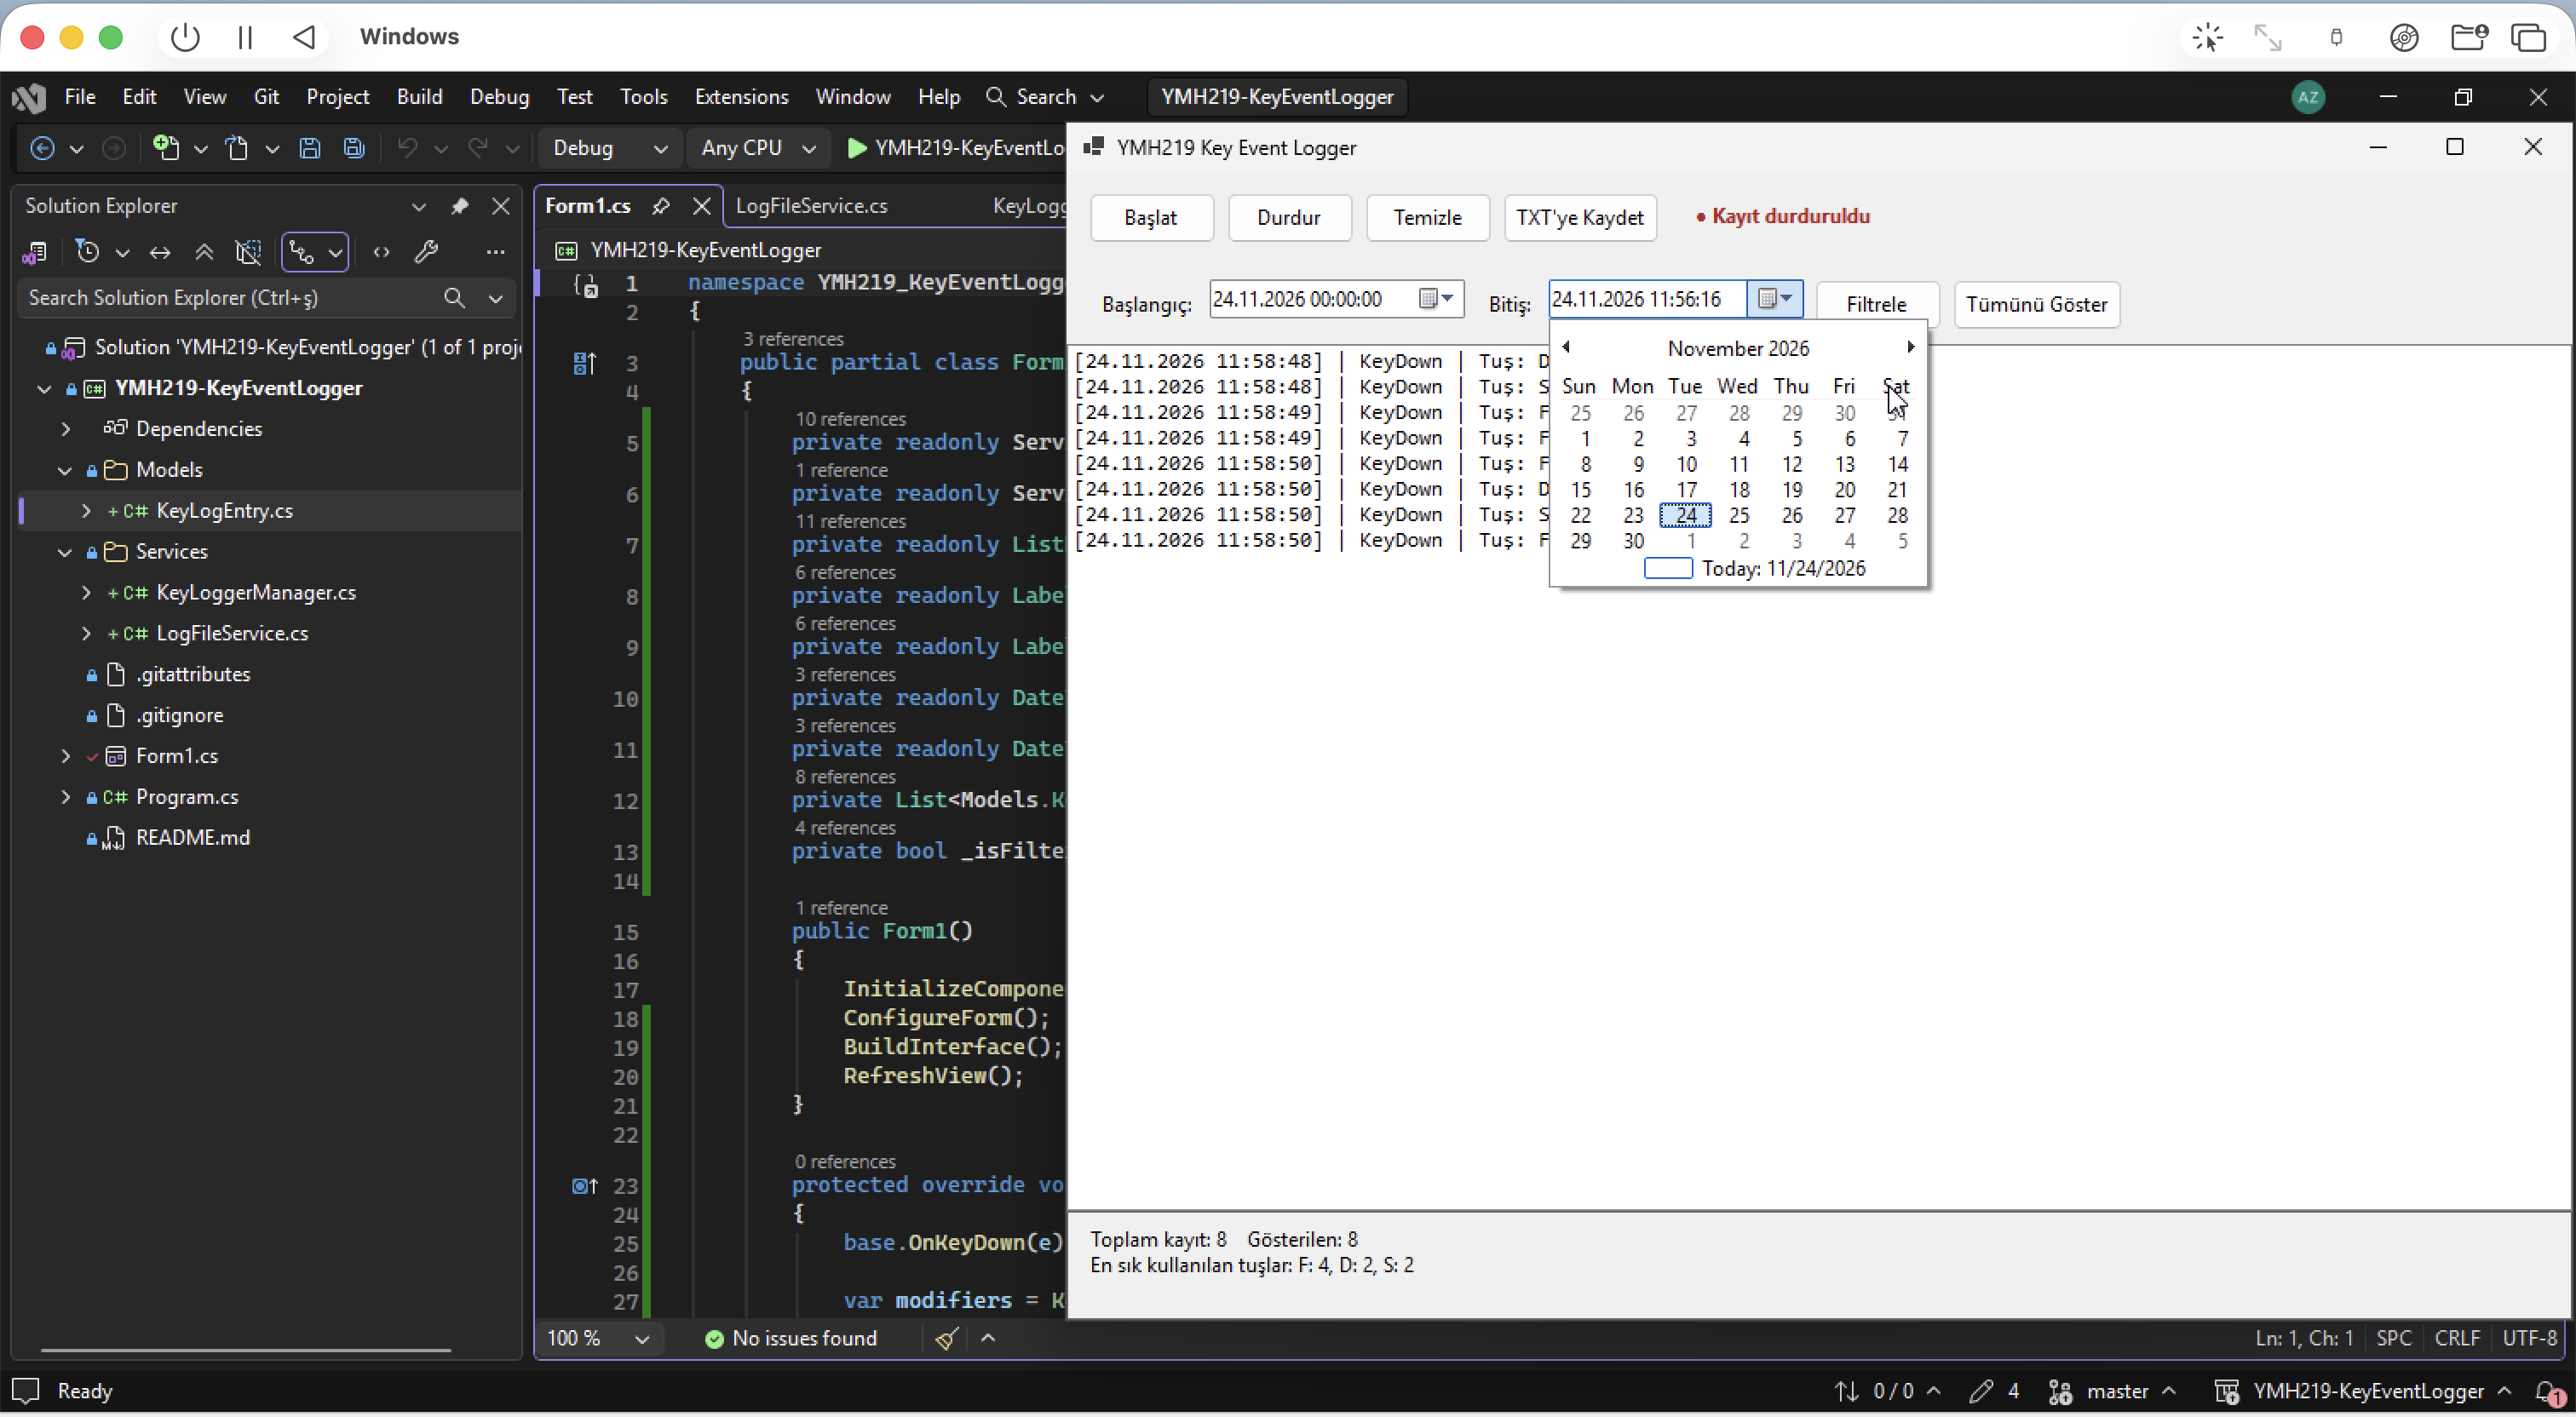 Windows
File Edit View Git Project Build Debug Test Tools Extensions Window Help Search YMH219-KeyEventLogger AZ
Debug Any CPU YMH219-KeyEventLo
YMH219 Key Event Logger
Başlat Durdur Temizle TXT'ye Kaydet • Kayıt durduruldu
Başlangıç: 24.11.2026 00:00:00 Bitiş: 24.11.2026 11:56:16 Filtrele Tümünü Göster
November 2026
Sun Mon Tue Wed Thu Fri Sat
25 26 27 28 29 30
1 2 3 4 5 6 7
8 9 10 11 12 13 14
15 16 17 18 19 20 21
22 23 24 25 26 27 28
29 30 1 2 3 4 5
Today: 11/24/2026
[24.11.2026 11:58:48] | KeyDown | Tuş: D
[24.11.2026 11:58:48] | KeyDown | Tuş: S
[24.11.2026 11:58:49] | KeyDown | Tuş: F
[24.11.2026 11:58:49] | KeyDown | Tuş: F
[24.11.2026 11:58:50] | KeyDown | Tuş: F
[24.11.2026 11:58:50] | KeyDown | Tuş: D
[24.11.2026 11:58:50] | KeyDown | Tuş: S
[24.11.2026 11:58:50] | KeyDown | Tuş: F
Toplam kayıt: 8 Gösterilen: 8
En sık kullanılan tuşlar: F: 4, D: 2, S: 2
Solution Explorer
Search Solution Explorer (Ctrl+ş)
Solution 'YMH219-KeyEventLogger' (1 of 1 proje
YMH219-KeyEventLogger
Dependencies
Models
+ C# KeyLogEntry.cs
Services
+ C# KeyLoggerManager.cs
+ C# LogFileService.cs
.gitattributes
.gitignore
Form1.cs
C# Program.cs
README.md
Form1.cs LogFileService.cs KeyLogg
C# YMH219-KeyEventLogger
1 namespace YMH219_KeyEventLogg
2 {
3 references
3 public partial class Form
4 {
10 references
5 private readonly Serv
1 reference
6 private readonly Serv
11 references
7 private readonly List
6 references
8 private readonly Labe
6 references
9 private readonly Labe
3 references
10 private readonly Date
3 references
11 private readonly Date
8 references
12 private List<Models.K
4 references
13 private bool _isFilte
14
1 reference
15 public Form1()
16 {
17 InitializeCompone
18 ConfigureForm();
19 BuildInterface();
20 RefreshView();
21 }
22
0 references
23 protected override vo
24 {
25 base.OnKeyDown(e)
26
27 var modifiers = K
100 % No issues found Ln: 1, Ch: 1 SPC CRLF UTF-8
Ready 0 / 0 4 master YMH219-KeyEventLogger 1